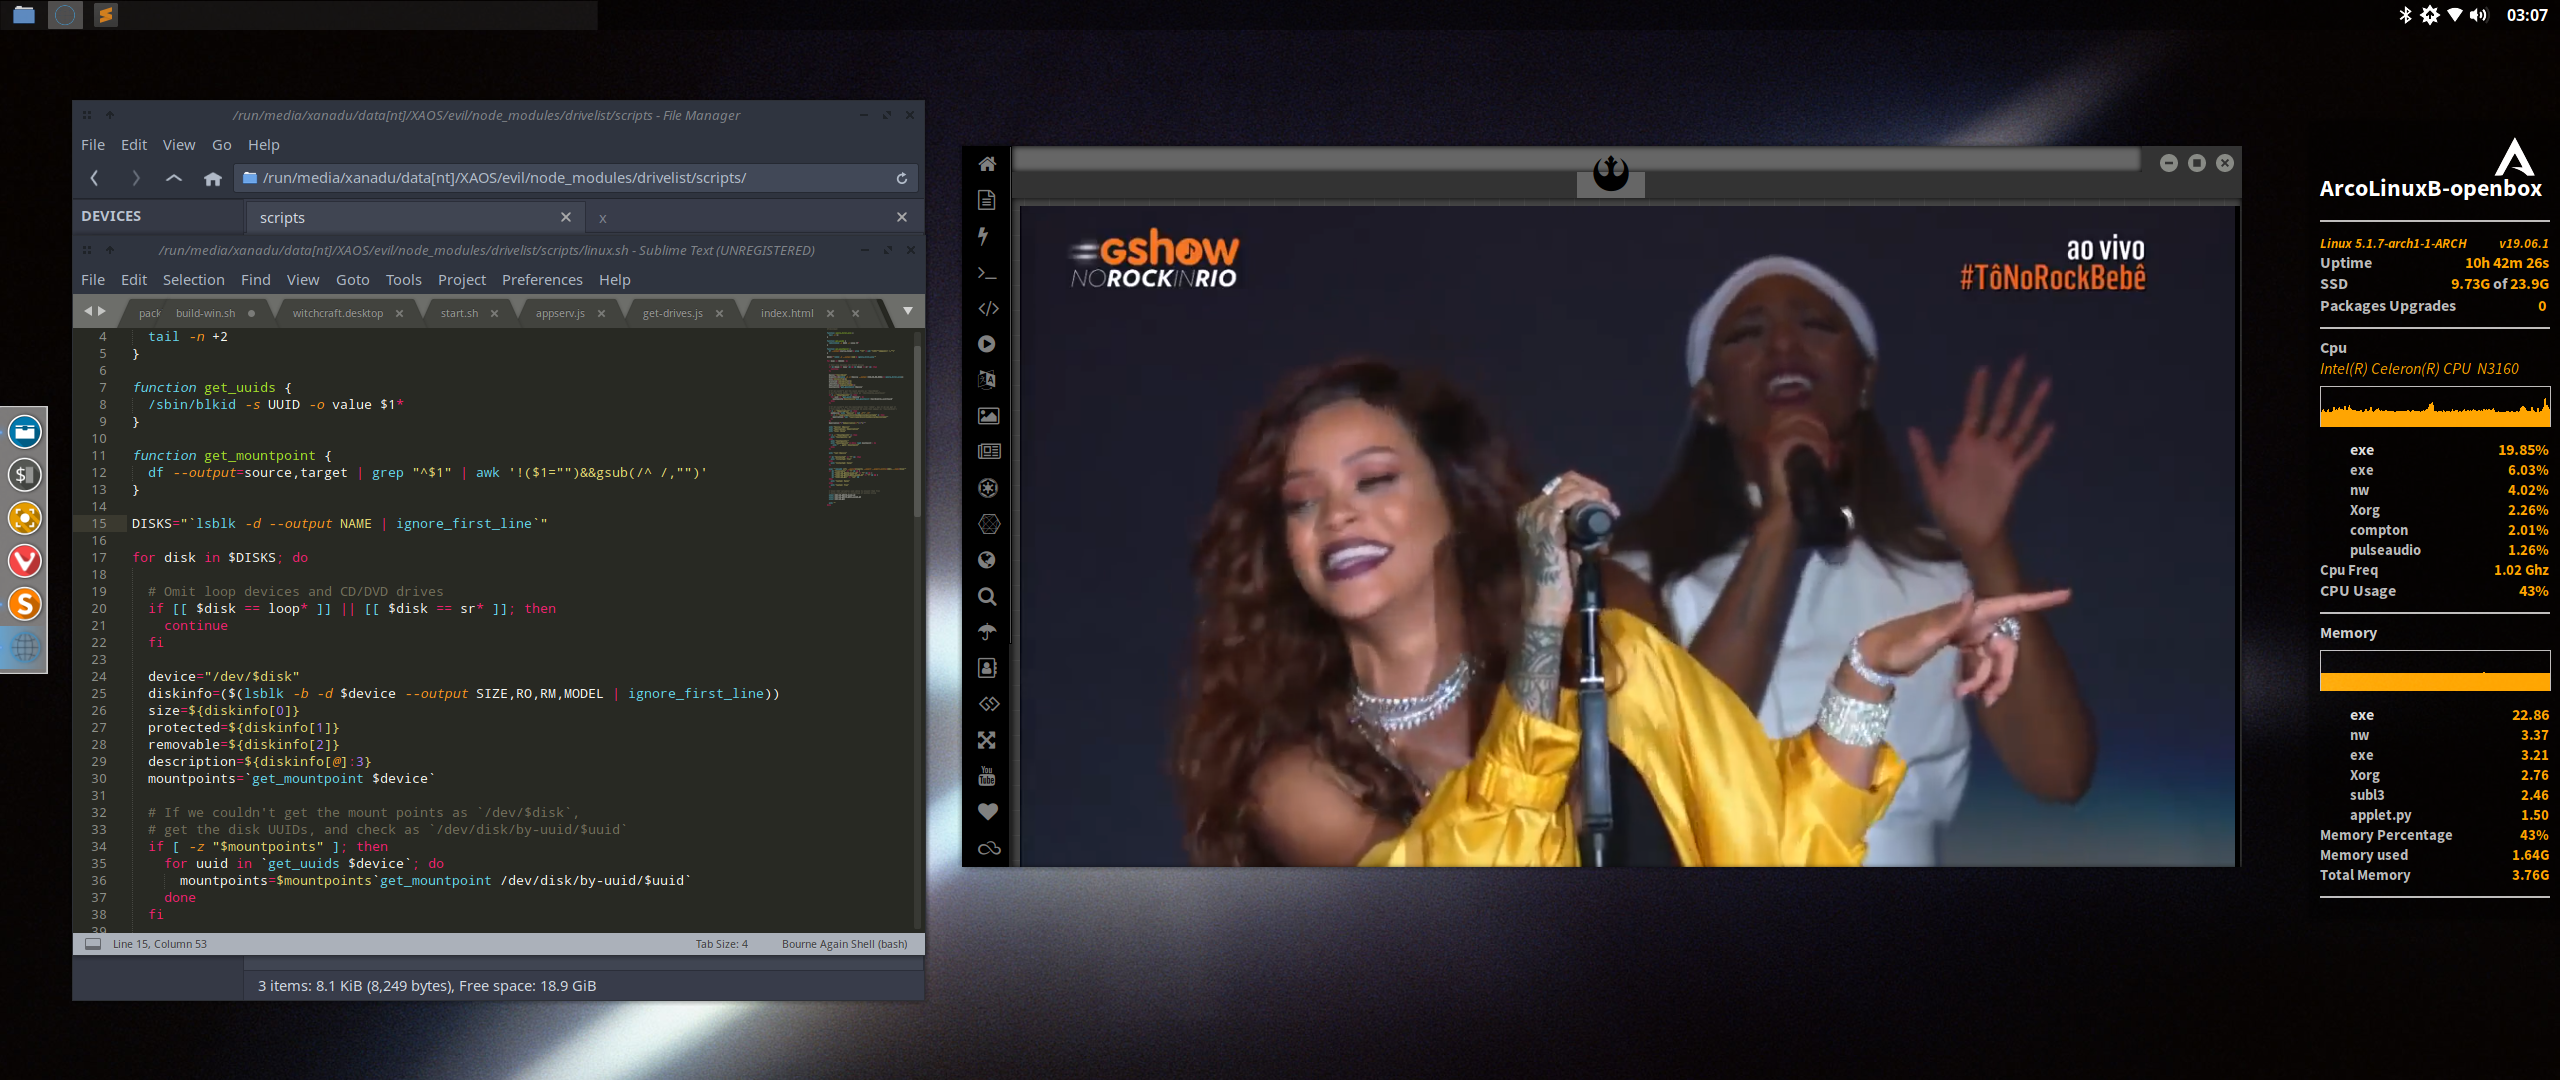 03:07
/run/media/xanadu/data[nt]/XAOS/evil/node_modules/drivelist/scripts - File Manager
File Edit View Go Help
/run/media/xanadu/data[nt]/XAOS/evil/node_modules/drivelist/scripts/
DEVICES
scripts
x
/run/media/xanadu/data[nt]/XAOS/evil/node_modules/drivelist/scripts/linux.sh - Sublime Text (UNREGISTERED)
File Edit Selection Find View Goto Tools Project Preferences Help
pack build-win.sh witchcraft.desktop start.sh appserv.js get-drives.js index.html
4 tail -n +2
5 }
6
7 function get_uuids {
8 /sbin/blkid -s UUID -o value $1*
9 }
10
11 function get_mountpoint {
12 df --output=source,target | grep "^$1" | awk '!($1="")&&gsub(/^ /,"")'
13 }
14
15 DISKS="`lsblk -d --output NAME | ignore_first_line`"
16
17 for disk in $DISKS; do
18
19 # Omit loop devices and CD/DVD drives
20 if [[ $disk == loop* ]] || [[ $disk == sr* ]]; then
21 continue
22 fi
23
24 device="/dev/$disk"
25 diskinfo=($(lsblk -b -d $device --output SIZE,RO,RM,MODEL | ignore_first_line))
26 size=${diskinfo[0]}
27 protected=${diskinfo[1]}
28 removable=${diskinfo[2]}
29 description=${diskinfo[@]:3}
30 mountpoints=`get_mountpoint $device`
31
32 # If we couldn't get the mount points as `/dev/$disk`,
33 # get the disk UUIDs, and check as `/dev/disk/by-uuid/$uuid`
34 if [ -z "$mountpoints" ]; then
35 for uuid in `get_uuids $device`; do
36 mountpoints=$mountpoints`get_mountpoint /dev/disk/by-uuid/$uuid`
37 done
38 fi
39
Line 15, Column 53 Tab Size: 4 Bourne Again Shell (bash)
3 items: 8.1 KiB (8,249 bytes), Free space: 18.9 GiB
Gshow
NOROCKINRIO
ao vivo
#TôNoRockBebê
You
Tube
ArcoLinuxB-openbox
Linux 5.1.7-arch1-1-ARCH v19.06.1
Uptime 10h 42m 26s
SSD 9.73G of 23.9G
Packages Upgrades 0
Cpu
Intel(R) Celeron(R) CPU N3160
exe 19.85%
exe 6.03%
nw 4.02%
Xorg 2.26%
compton 2.01%
pulseaudio 1.26%
Cpu Freq 1.02 Ghz
CPU Usage 43%
Memory
exe 22.86
nw 3.37
exe 3.21
Xorg 2.76
subl3 2.46
applet.py 1.50
Memory Percentage 43%
Memory used 1.64G
Total Memory 3.76G